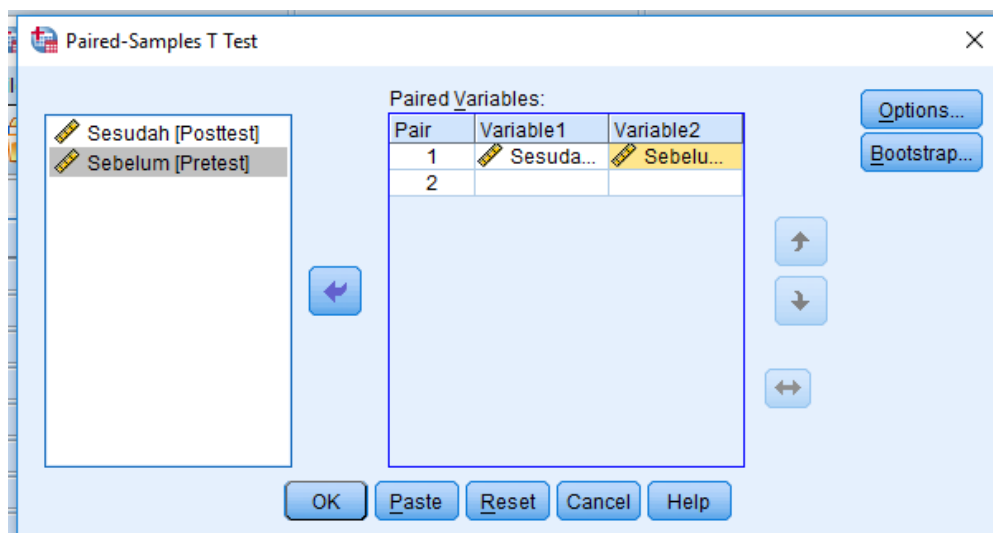 Paired-Samples T Test
Paired Variables:
Sesudah [Posttest]
Sebelum [Pretest]
Pair Variable1 Variable2
1 Sesuda... Sebelu...
2
Options...
Bootstrap...
OK Paste Reset Cancel Help